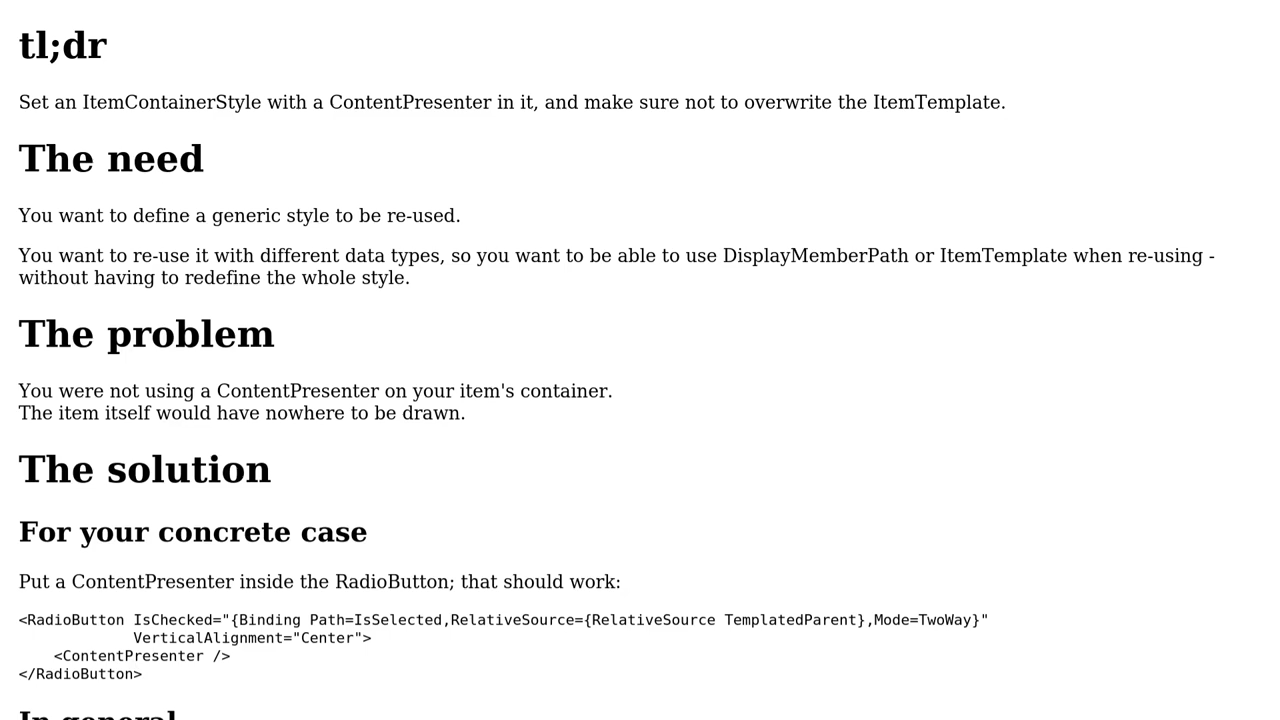 tl;dr
Set an ItemContainerStyle with a ContentPresenter in it, and make sure not to overwrite the ItemTemplate.
The need
You want to define a generic style to be re-used.
You want to re-use it with different data types, so you want to be able to use DisplayMemberPath or ItemTemplate when re-using -
without having to redefine the whole style.
The problem
You were not using a ContentPresenter on your item's container.
The item itself would have nowhere to be drawn.
The solution
For your concrete case
Put a ContentPresenter inside the RadioButton; that should work:
<RadioButton IsChecked="{Binding Path=IsSelected,RelativeSource={RelativeSource TemplatedParent},Mode=TwoWay}"
             VerticalAlignment="Center">
    <ContentPresenter />
</RadioButton>
In general